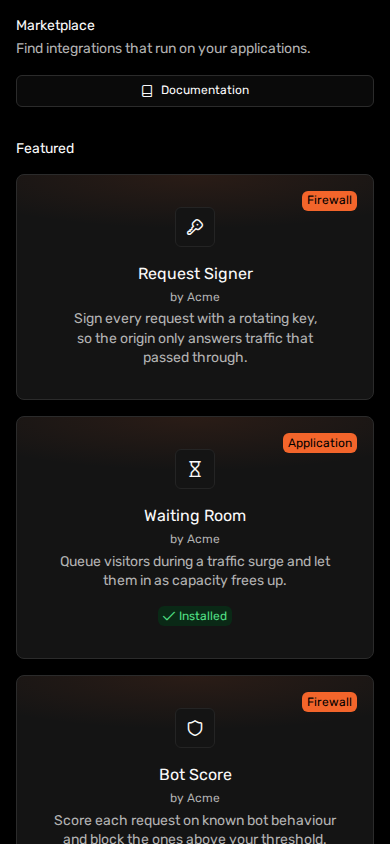 Marketplace
Find integrations that run on your applications.
Documentation
Featured
Firewall
Request Signer
by Acme
Sign every request with a rotating key,
so the origin only answers traffic that
passed through.
Application
Waiting Room
by Acme
Queue visitors during a traffic surge and let
them in as capacity frees up.
Installed
Firewall
Bot Score
by Acme
Score each request on known bot behaviour
and block the ones above your threshold.